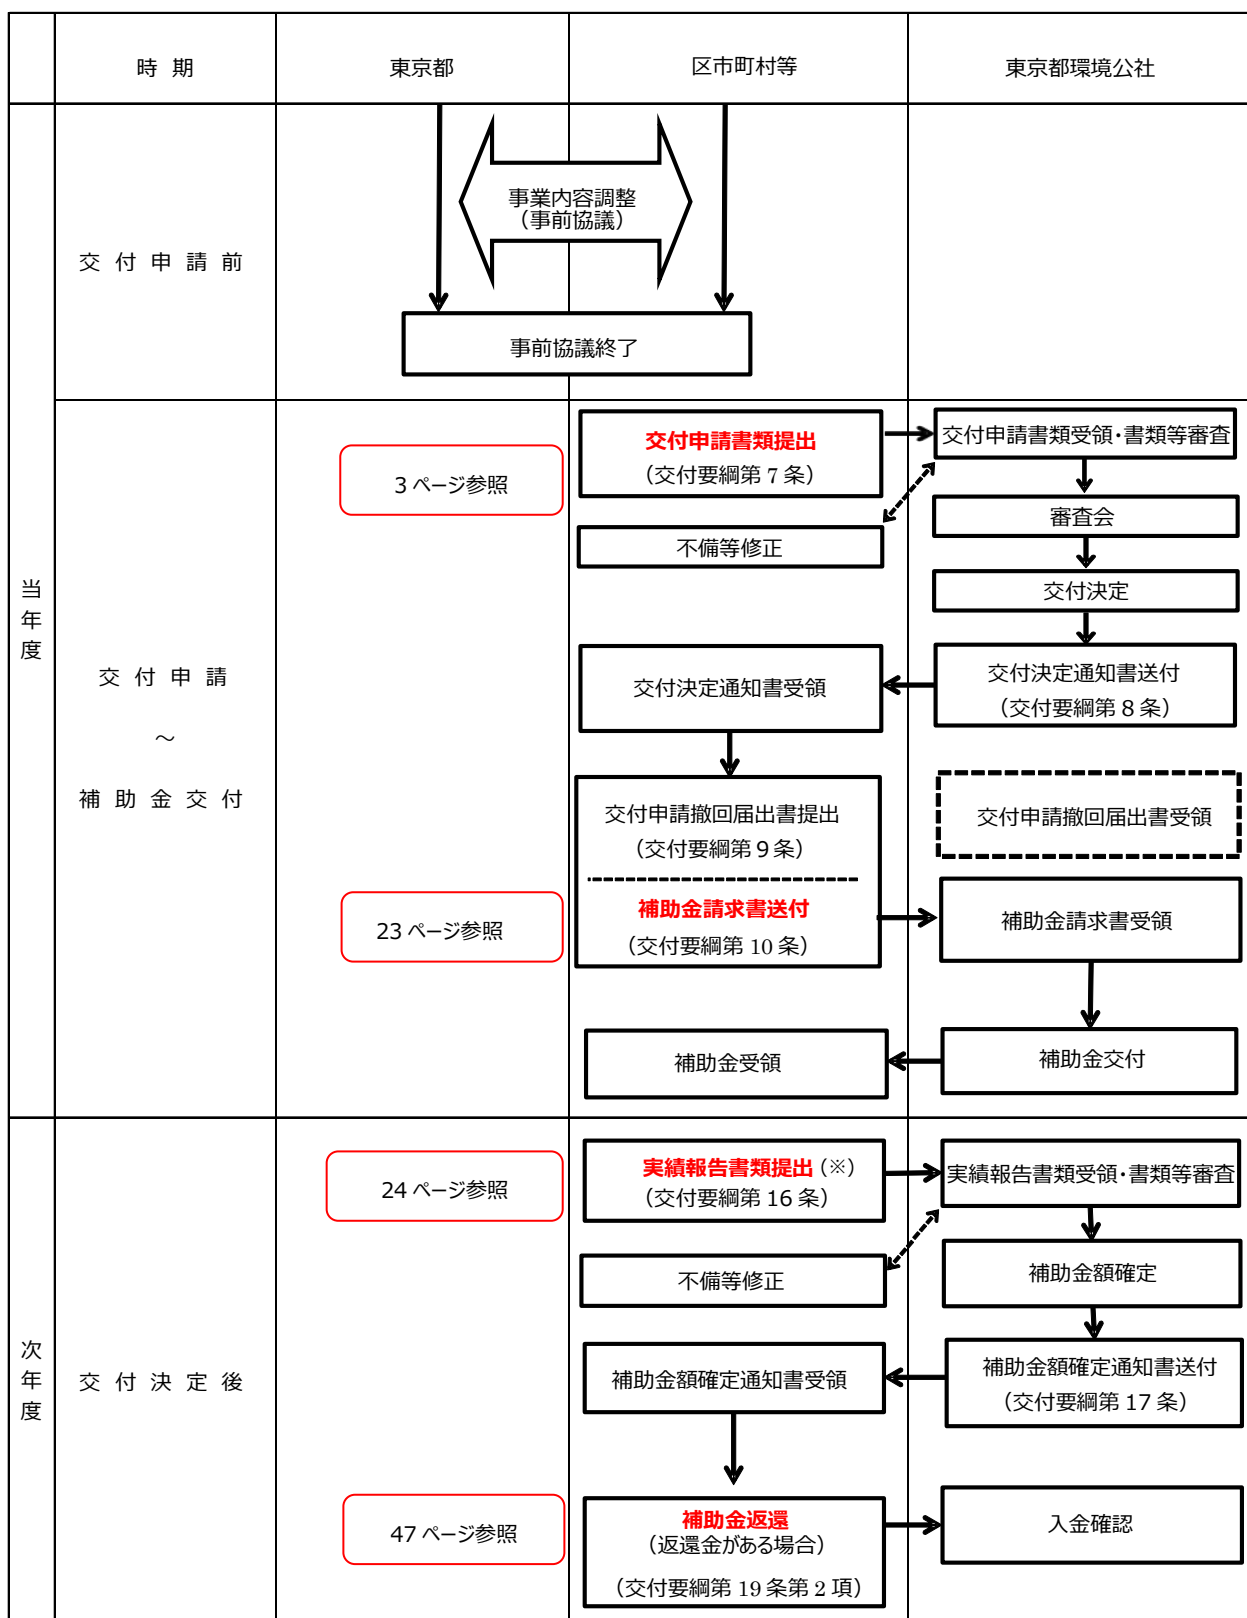 時 期
東京都
区市町村等
東京都環境公社
当年度
交 付 申 請 前
事業内容調整
（事前協議）
事前協議終了
交 付 申 請
～
補 助 金 交 付
3 ページ参照
交付申請書類提出
（交付要綱第 7 条）
交付申請書類受領・書類等審査
不備等修正
審査会
交付決定
交付決定通知書受領
交付決定通知書送付
（交付要綱第 8 条）
交付申請撤回届出書提出
（交付要綱第 9 条）
交付申請撤回届出書受領
23 ページ参照
補助金請求書送付
（交付要綱第 10 条）
補助金請求書受領
補助金受領
補助金交付
次年度
交 付 決 定 後
24 ページ参照
実績報告書類提出（※）
（交付要綱第 16 条）
実績報告書類受領・書類等審査
不備等修正
補助金額確定
補助金額確定通知書受領
補助金額確定通知書送付
（交付要綱第 17 条）
47 ページ参照
補助金返還
（返還金がある場合）
（交付要綱第 19 条第 2 項）
入金確認